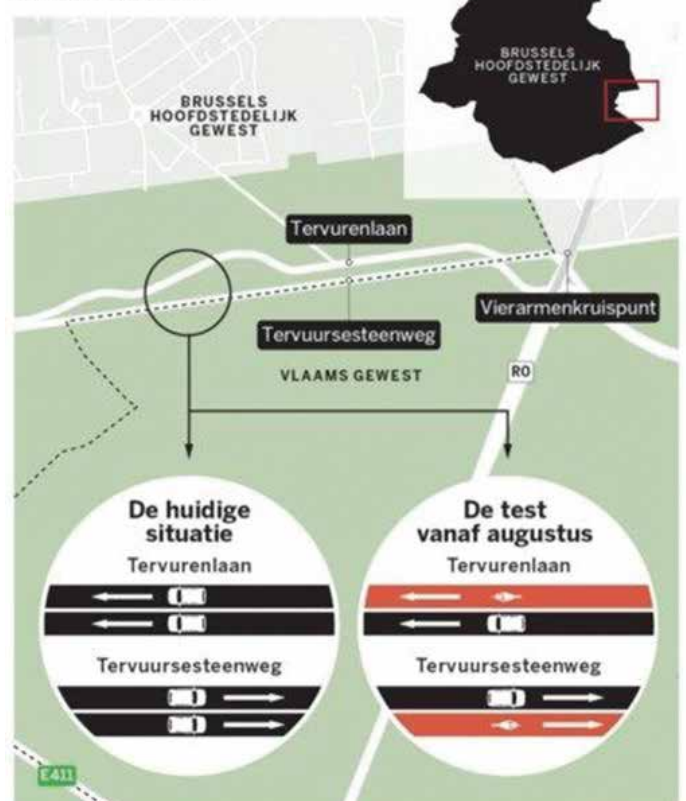 BRUSSELS
HOOFDSTEDELIJK
GEWEST
BRUSSELS
HOOFDSTEDELIJK
GEWEST
Tervurenlaan
Vierarmenkruispunt
Tervuursesteenweg
VLAAMS GEWEST
R0
De huidige
situatie
Tervurenlaan
Tervuursesteenweg
De test
vanaf augustus
Tervurenlaan
Tervuursesteenweg
E411